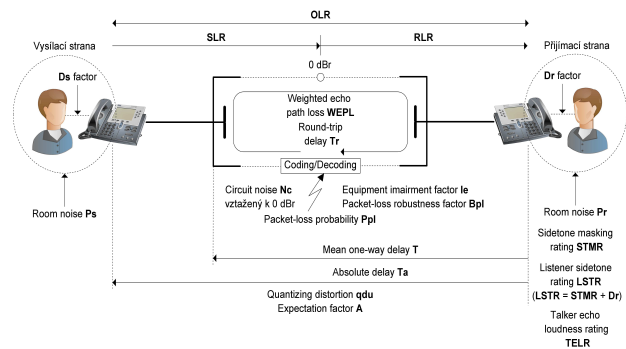 OLR
Vysílací strana
SLR
RLR
Přijímací strana
0 dBr
Ds factor
Dr factor
Weighted echo
path loss WEPL
Round-trip
delay Tr
Coding/Decoding
Circuit noise Nc
vztažený k 0 dBr
Equipment imairment factor Ie
Packet-loss robustness factor Bpl
Packet-loss probability Ppl
Room noise Ps
Room noise Pr
Mean one-way delay T
Sidetone masking
rating STMR
Absolute delay Ta
Listener sidetone
rating LSTR
(LSTR = STMR + Dr)
Quantizing distortion qdu
Expectation factor A
Talker echo
loudness rating
TELR